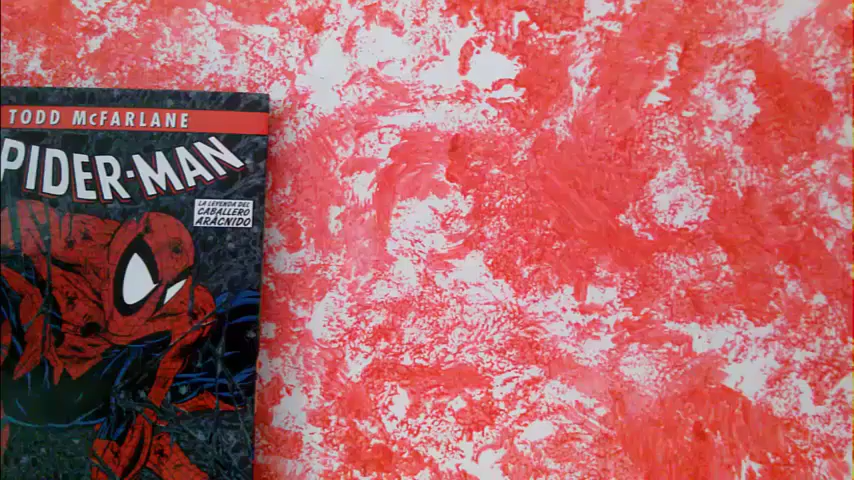 TODD McFARLANE
PIDER-MAN
LA LEYENDA DEL
CABALLERO
ARÁCNIDO